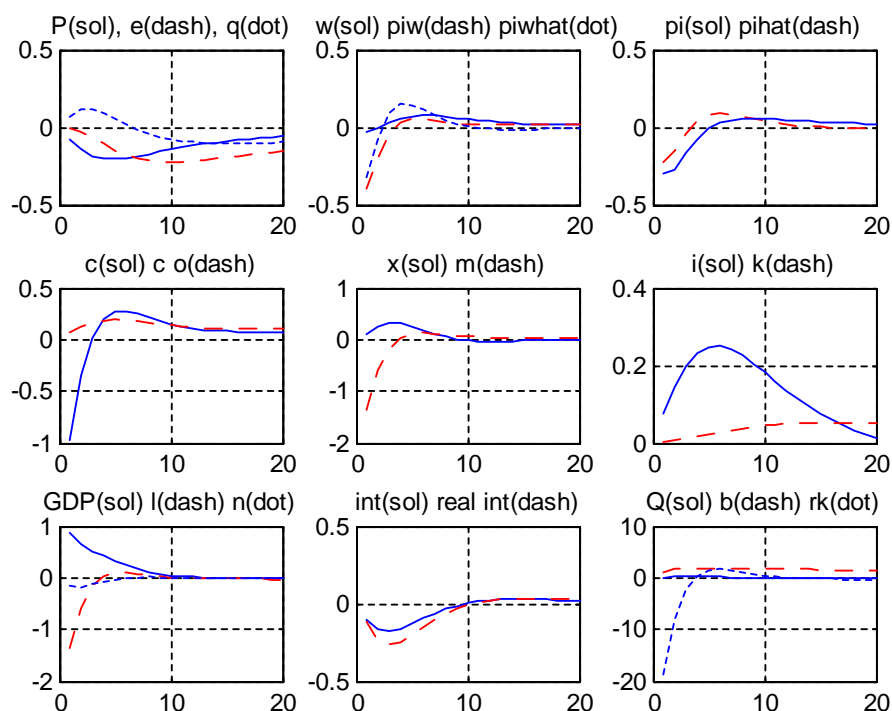 P(sol), e(dash), q(dot)
w(sol) piw(dash) piwhat(dot)
pi(sol) pihat(dash)
0.5
0
-0.5
0 10 20
0.5
0
-0.5
0 10 20
0.5
0
-0.5
0 10 20
c(sol) c o(dash)
x(sol) m(dash)
i(sol) k(dash)
0.5
0
-0.5
-1
0 10 20
1
0
-1
-2
0 10 20
0.4
0.2
0
0 10 20
GDP(sol) l(dash) n(dot)
int(sol) real int(dash)
Q(sol) b(dash) rk(dot)
1
0
-1
-2
0 10 20
0.5
0
-0.5
0 10 20
10
0
-10
-20
0 10 20